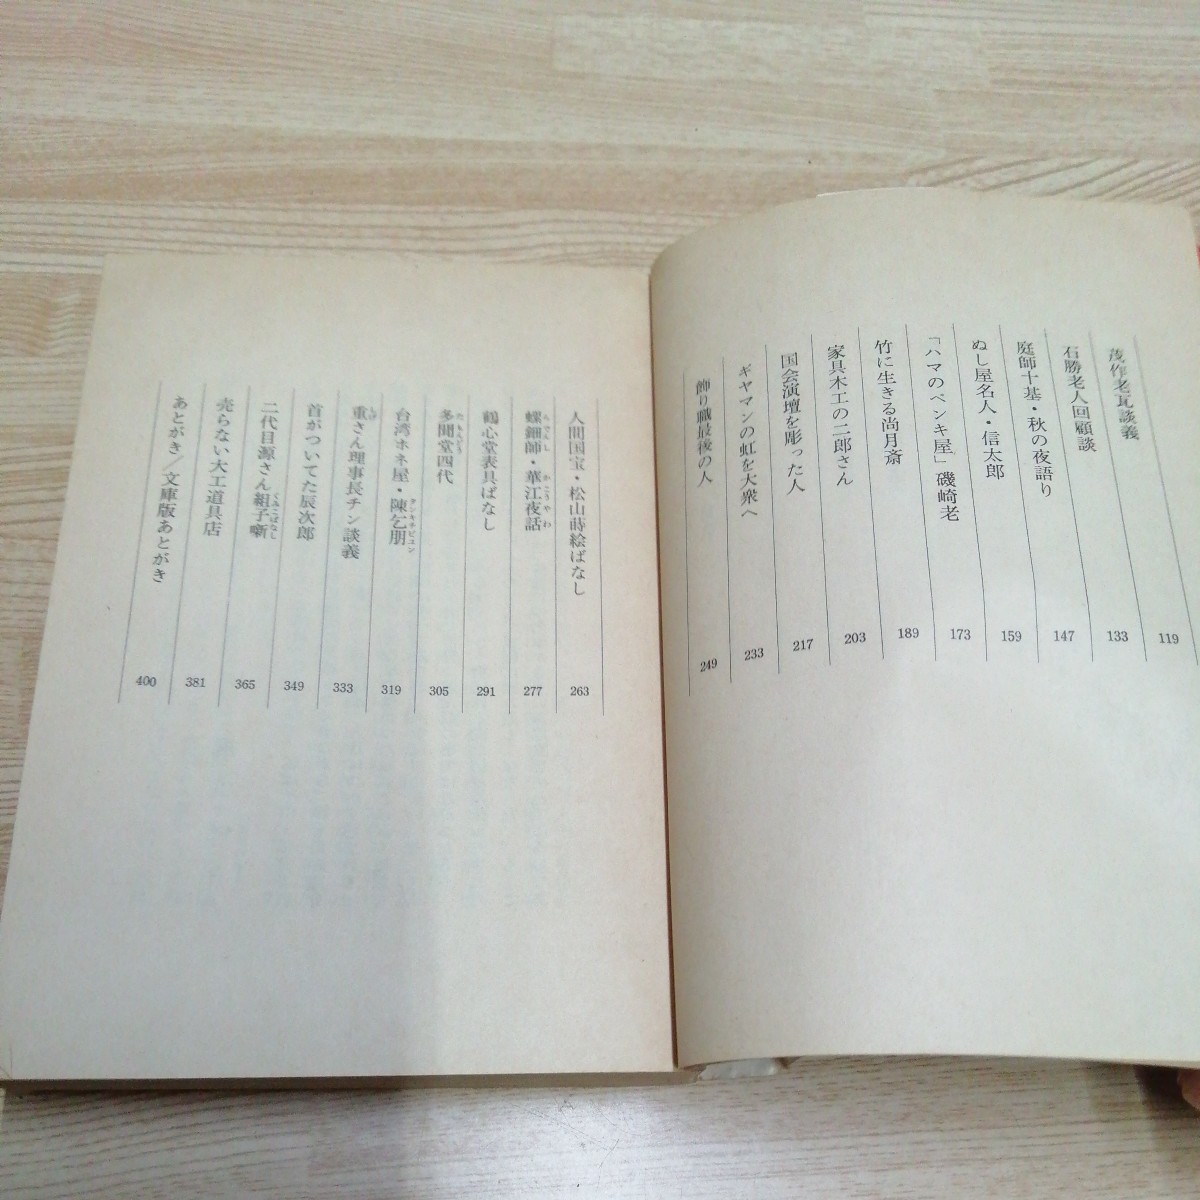 茂作老瓦談義 119
石勝老人回顧談 133
庭師十基・秋の夜語り 147
ぬし屋名人・信太郎 159
「ハマのペンキ屋」磯崎老 173
竹に生きる尚月斎 189
家具木工の二郎さん 203
国会演壇を彫った人 217
ギヤマンの虹を大衆へ 233
飾り職最後の人 249
人間国宝・松山蒔絵ばなし 263
螺鈿師・華江夜話 277
鶴心堂表具ばなし 291
多聞堂四代 305
台湾ホネ屋・陳乞朋 319
重さん理事長チン談義 333
首がついてた辰次郎 349
二代目源さん組子噺 365
売らない大工道具店 381
あとがき／文庫版あとがき 400